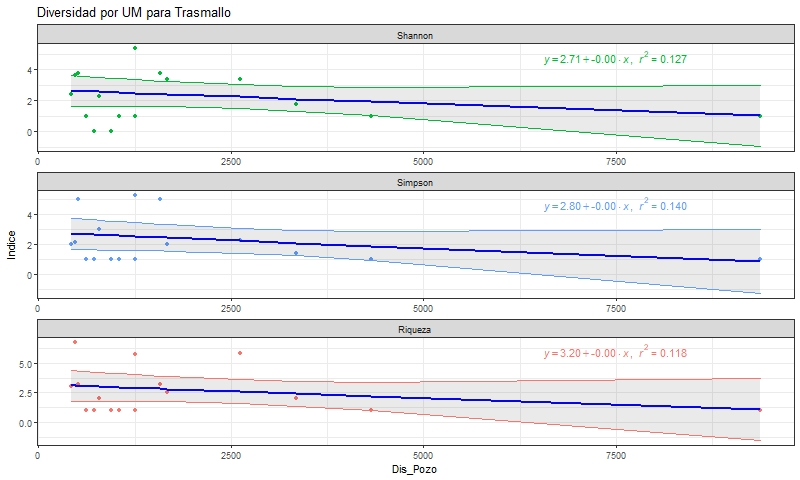 Diversidad por UM para Trasmallo
Shannon
y = 2.71 + -0.00 · x, r² = 0.127
4
2
0
0 2500 5000 7500
Simpson
y = 2.80 + -0.00 · x, r² = 0.140
4
2
0
0 2500 5000 7500
Indice
Riqueza
y = 3.20 + -0.00 · x, r² = 0.118
5.0
2.5
0.0
0 2500 5000 7500
Dis_Pozo